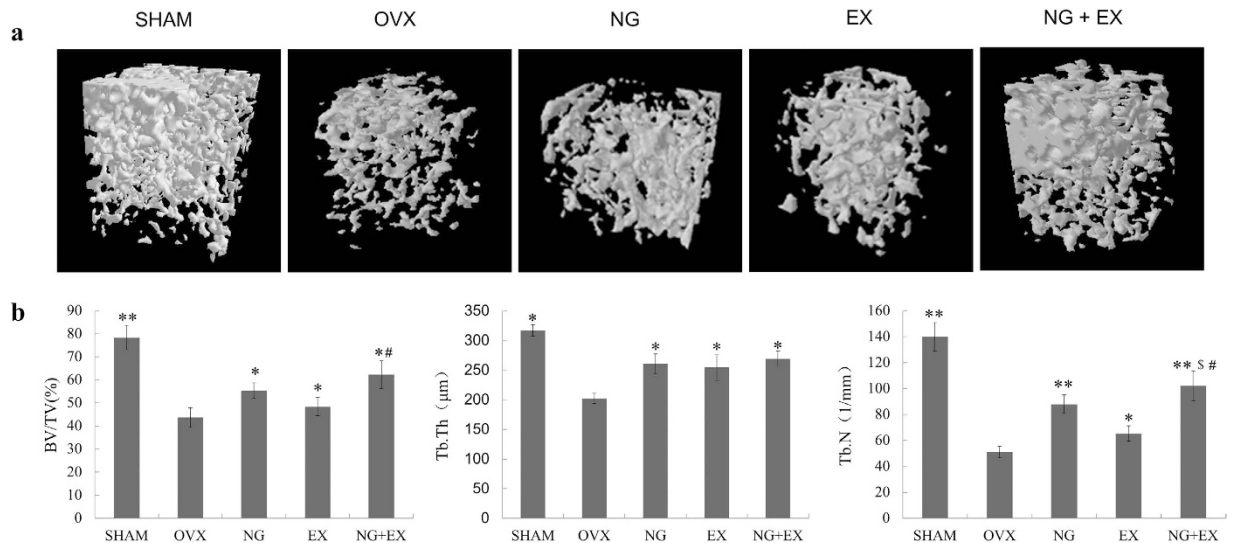 SHAM OVX NG EX NG + EX
a
b
90
80
70
60
50
40
30
20
10
0
BV/TV(%)
** * * *#
SHAM OVX NG EX NG+EX
350
300
250
200
150
100
50
0
Tb.Th（μm）
* * * *
SHAM OVX NG EX NG+EX
160
140
120
100
80
60
40
20
0
Tb.N（1/mm）
** ** * ** $ #
SHAM OVX NG EX NG+EX